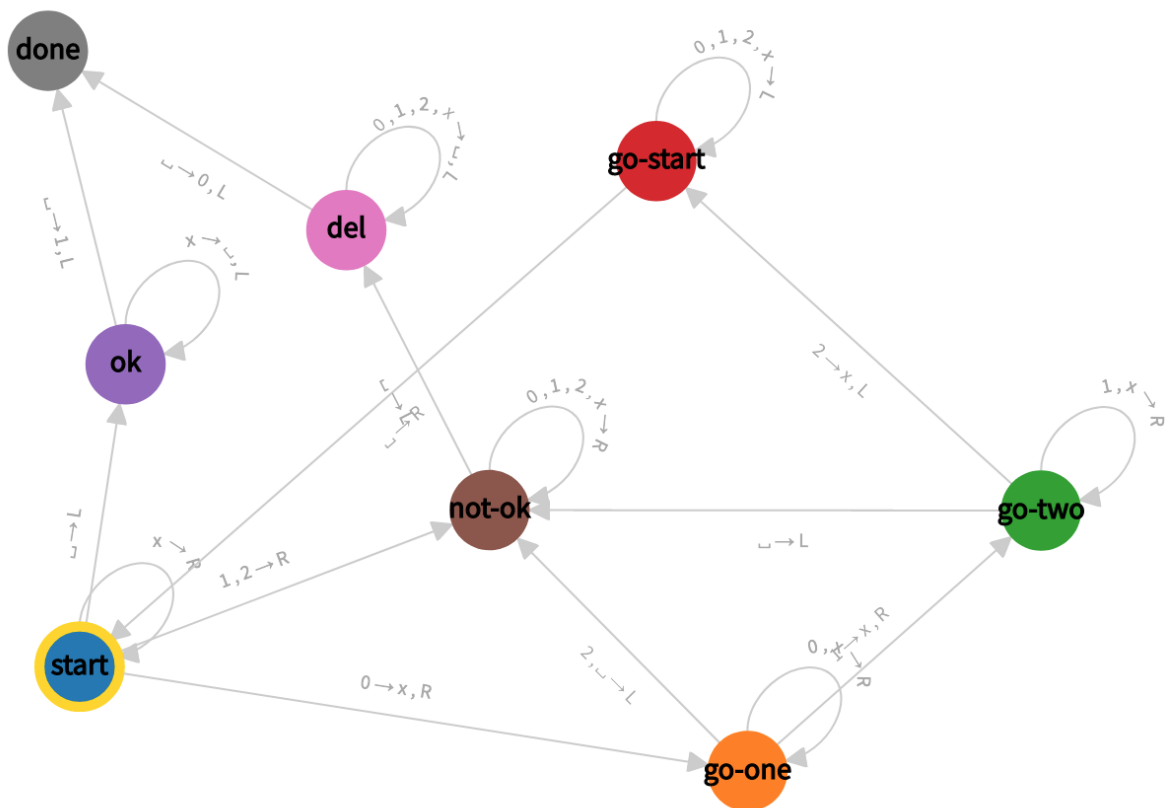 done
go-start
0,1,2,x→L
0,1,2,x→␣,L
␣→0,L
del
␣→1,L
x→␣,L
ok
2→x,L
␣→L
␣→R
0,1,2,x→R
1,x→R
not-ok
go-two
␣→L
␣→L
x→R
1,2→R
start
0→x,R
2,␣→L
0,x→R
1→x,R
go-one